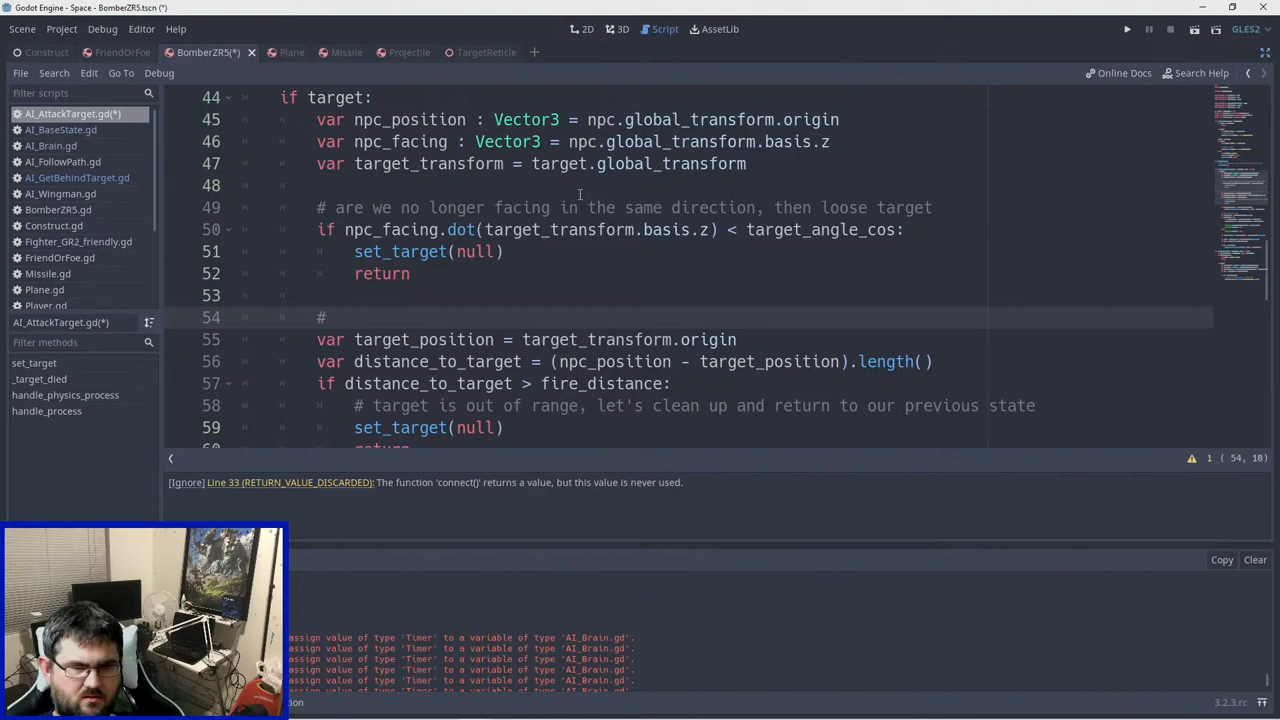 Godot Engine - Space - BomberZR5.tscn (*)
Scene Project Debug Editor Help
2D 3D Script AssetLib
GLES2
Construct FriendOrFoe BomberZR5(*) Plane Missile Projectile TargetReticle
File Search Edit Go To Debug
Online Docs Search Help
Filter scripts
AI_AttackTarget.gd(*)
AI_BaseState.gd
AI_Brain.gd
AI_FollowPath.gd
AI_GetBehindTarget.gd
AI_Wingman.gd
BomberZR5.gd
Construct.gd
Fighter_GR2_friendly.gd
FriendOrFoe.gd
Missile.gd
Plane.gd
Player.gd
AI_AttackTarget.gd(*)
Filter methods
set_target
_target_died
handle_physics_process
handle_process
44 if target:
45 var npc_position : Vector3 = npc.global_transform.origin
46 var npc_facing : Vector3 = npc.global_transform.basis.z
47 var target_transform = target.global_transform
48
49 # are we no longer facing in the same direction, then loose target
50 if npc_facing.dot(target_transform.basis.z) < target_angle_cos:
51 set_target(null)
52 return
53
54 #
55 var target_position = target_transform.origin
56 var distance_to_target = (npc_position - target_position).length()
57 if distance_to_target > fire_distance:
58 # target is out of range, let's clean up and return to our previous state
59 set_target(null)
60 return
1 ( 54, 10)
[Ignore] Line 33 (RETURN_VALUE_DISCARDED): The function 'connect()' returns a value, but this value is never used.
Copy Clear
assign value of type 'Timer' to a variable of type 'AI_Brain.gd'.
assign value of type 'Timer' to a variable of type 'AI_Brain.gd'.
assign value of type 'Timer' to a variable of type 'AI_Brain.gd'.
assign value of type 'Timer' to a variable of type 'AI_Brain.gd'.
assign value of type 'Timer' to a variable of type 'AI_Brain.gd'.
tion
3.2.3.rc